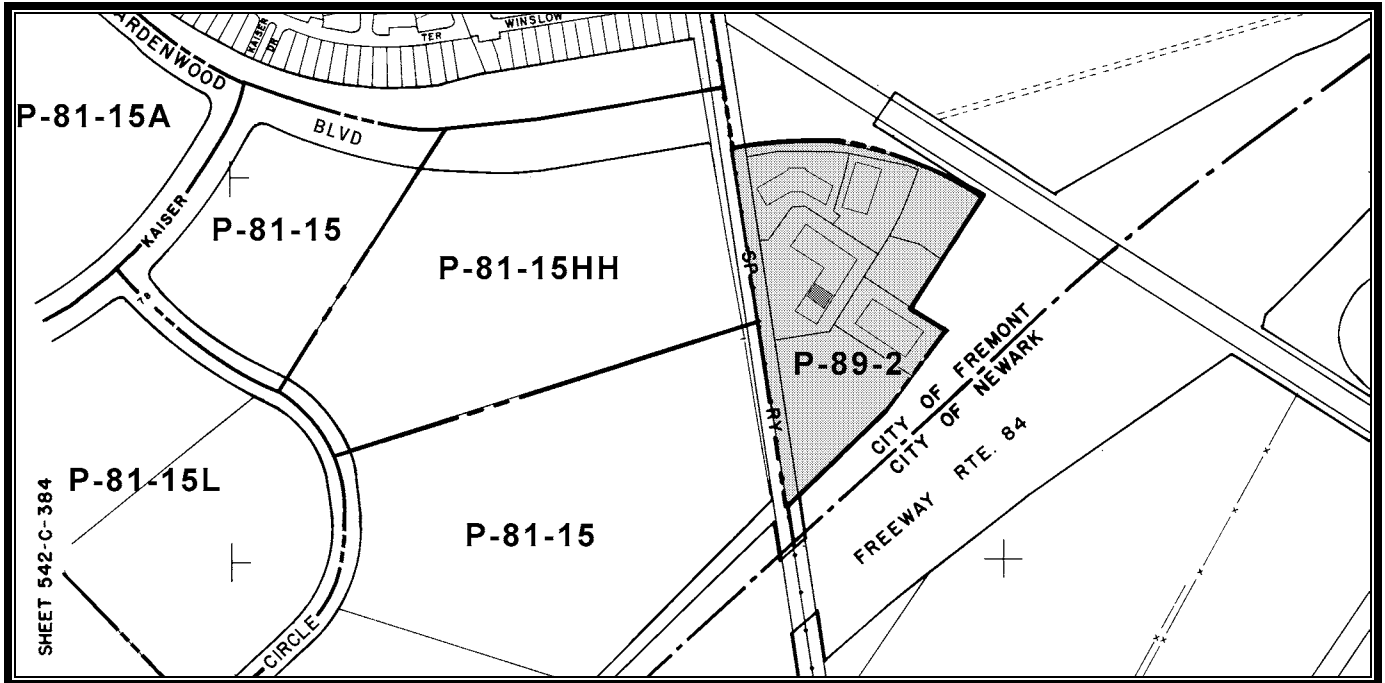 WINSLOW
TER
KAISER
DR
ARDENWOOD
BLVD
P-81-15A
KAISER
P-81-15
P-81-15HH
SP
RY
P-89-2
CITY OF FREMONT
CITY OF NEWARK
FREEWAY RTE. 84
P-81-15L
P-81-15
SHEET 542-C-384
CIRCLE